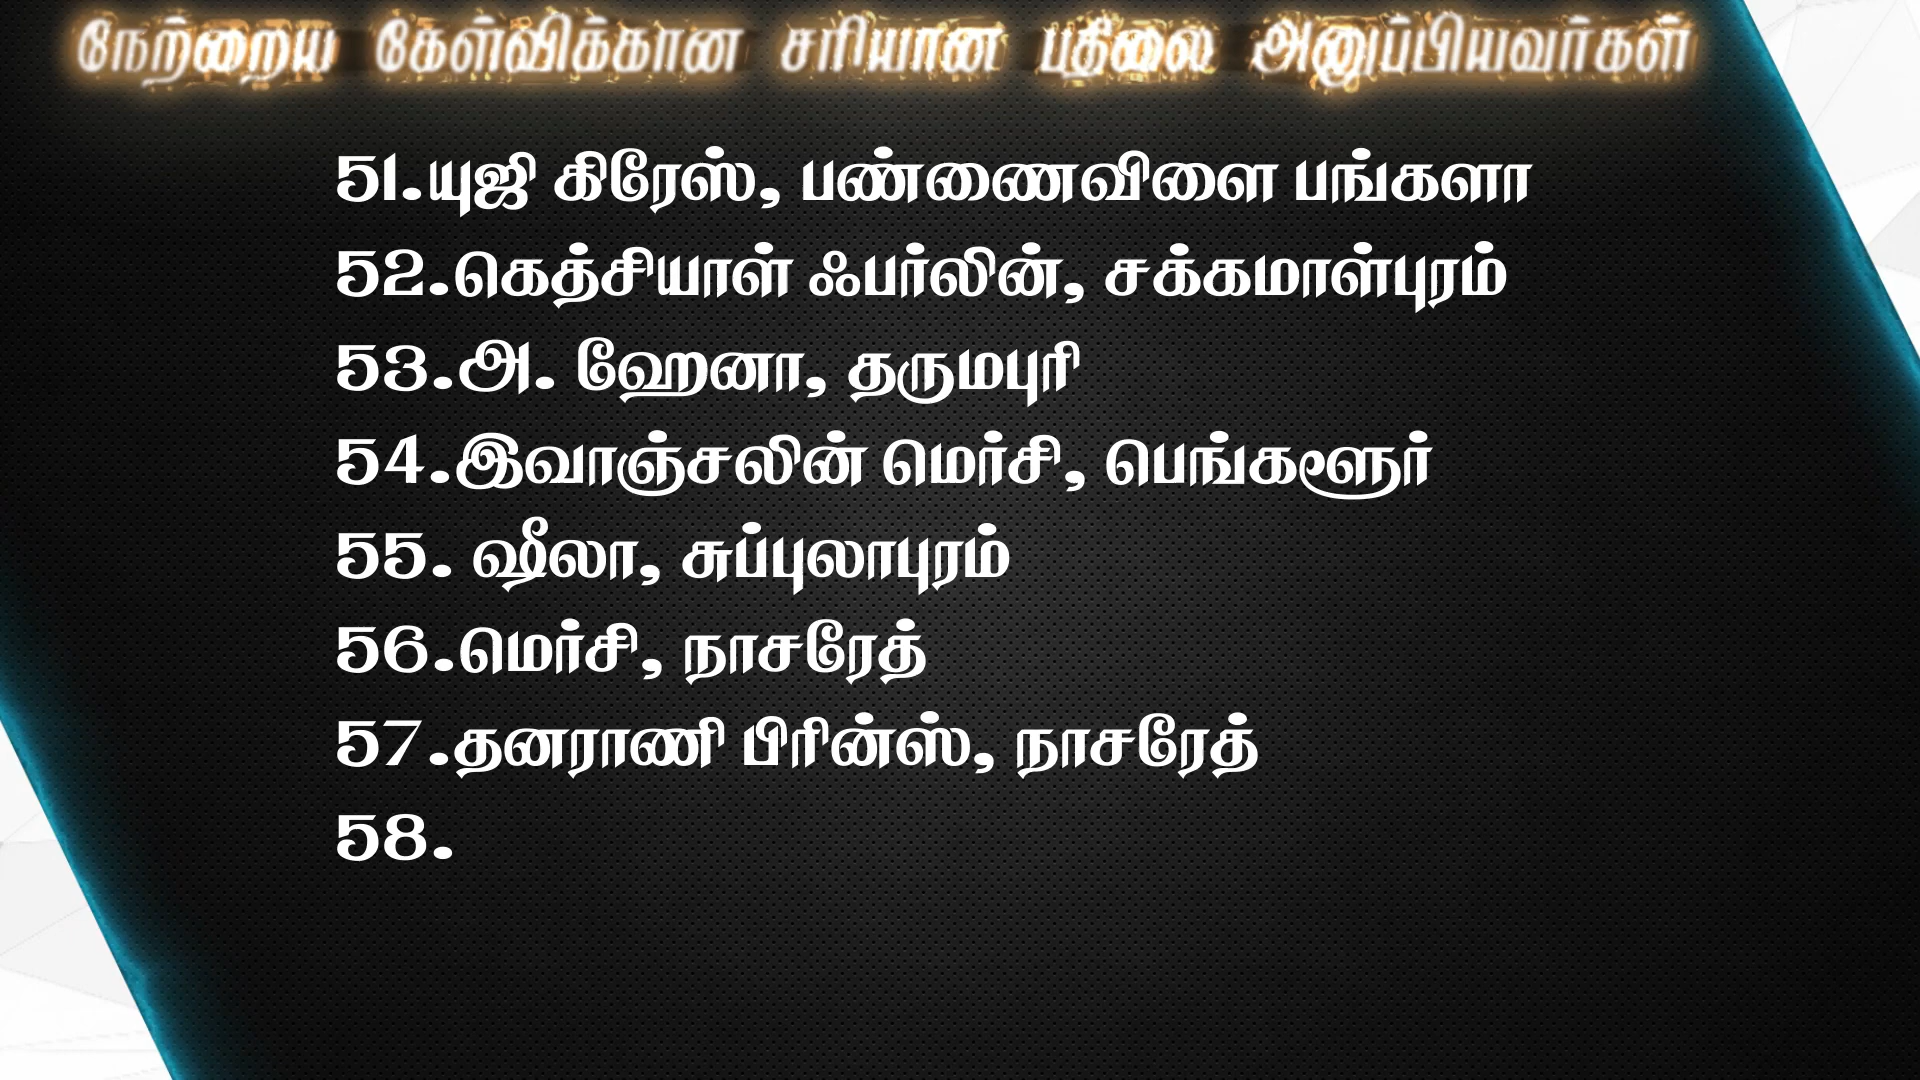 நேற்றைய கேள்விக்கான சரியான பதிலை அனுப்பியவர்கள்
51.யுஜி கிரேஸ், பண்ணைவிளை பங்களா
52.கெத்சியாள் ஃபர்லின், சக்கமாள்புரம்
53.அ. ஹேனா, தருமபுரி
54.இவாஞ்சலின் மெர்சி, பெங்களூர்
55. ஷீலா, சுப்புலாபுரம்
56.மெர்சி, நாசரேத்
57.தனராணி பிரின்ஸ், நாசரேத்
58.